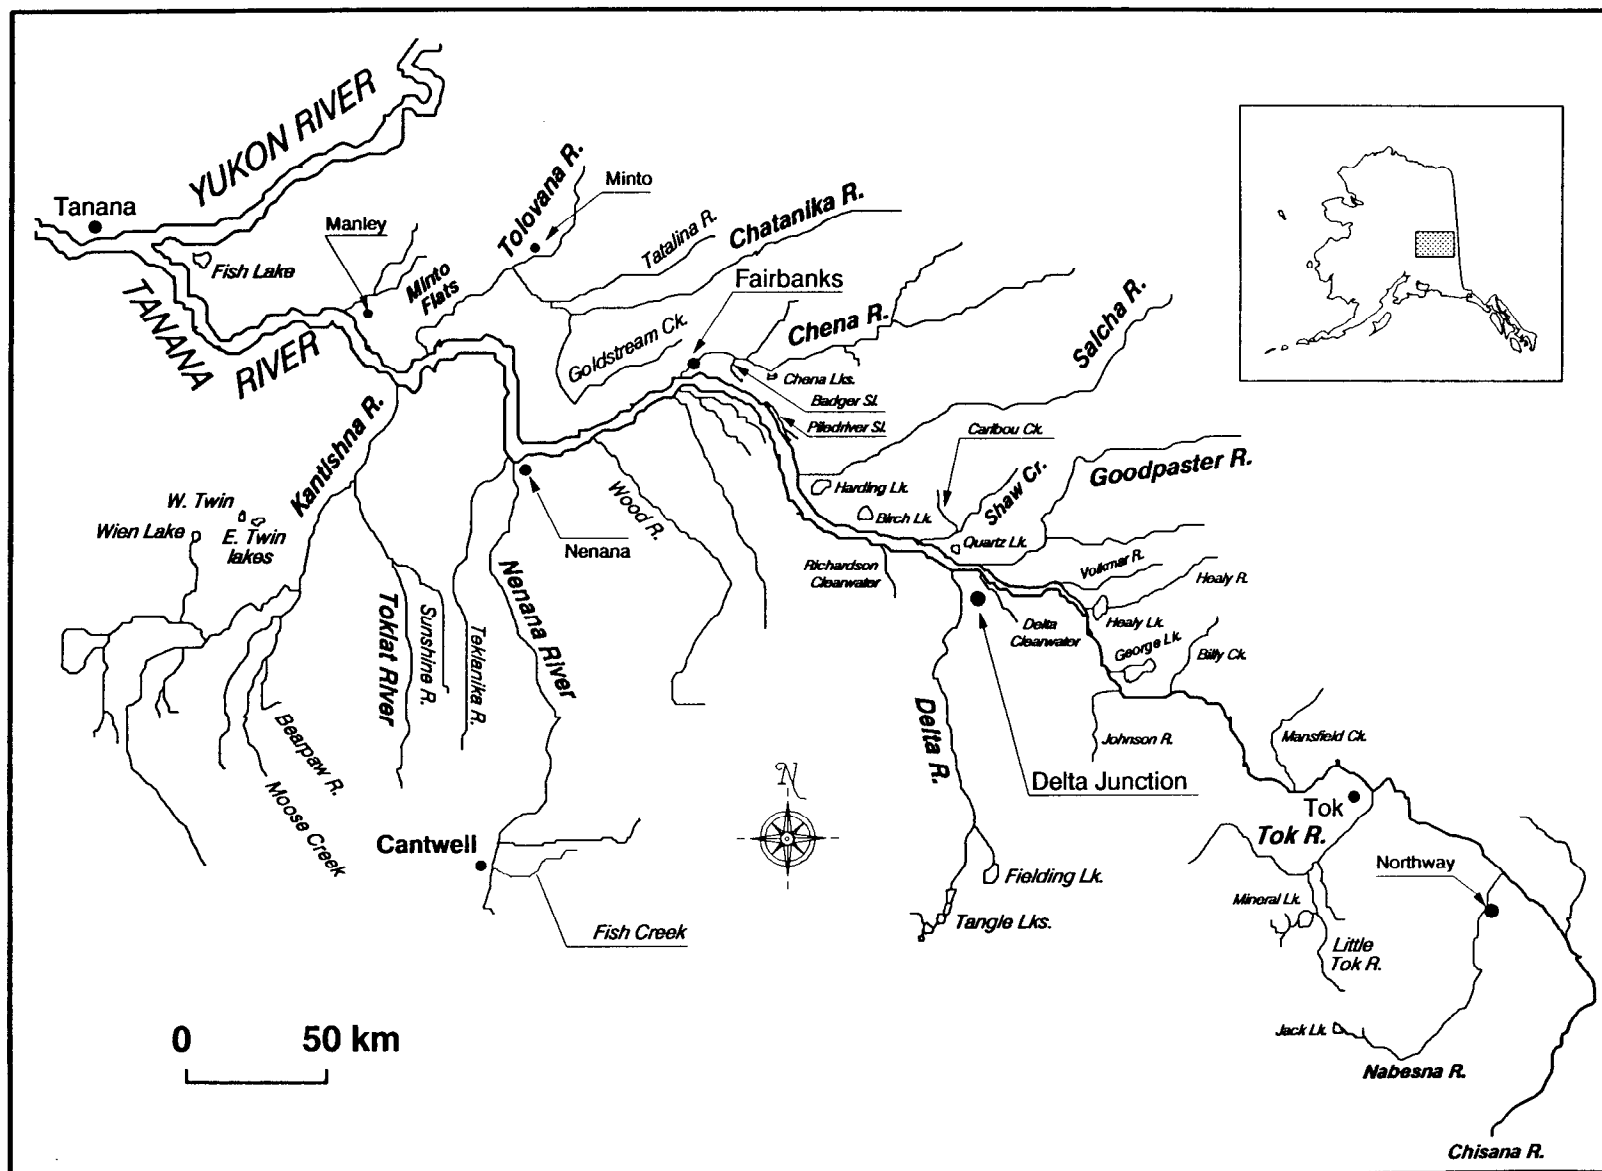 YUKON RIVER
Tanana
Fish Lake
TANANA
RIVER
Manley
Minto
Flats
Tolovana R.
Minto
Tatalina R.
Chatanika R.
Fairbanks
Goldstream Ck.
Chena R.
Chena Lks.
Badger Sl.
Piledriver Sl.
Salcha R.
Caribou Ck.
Goodpaster R.
Shaw Cr.
Harding Lk.
Birch Lk.
Quartz Lk.
Richardson
Clearwater
Volkmar R.
Healy R.
Healy Lk.
Delta
Clearwater
George Lk.
Billy Ck.
Kantishna R.
W. Twin
E. Twin
lakes
Wien Lake
Nenana
Wood R.
Toklat River
Sunshine R.
Teklanika R.
Nenana River
Bearpaw R.
Moose Creek
Delta R.
Johnson R.
Delta Junction
Mansfield Ck.
Tok
Tok R.
Northway
Cantwell
Fish Creek
N
Fielding Lk.
Tangle Lks.
Mineral Lk.
Little
Tok R.
Jack Lk.
Nabesna R.
Chisana R.
0 50 km